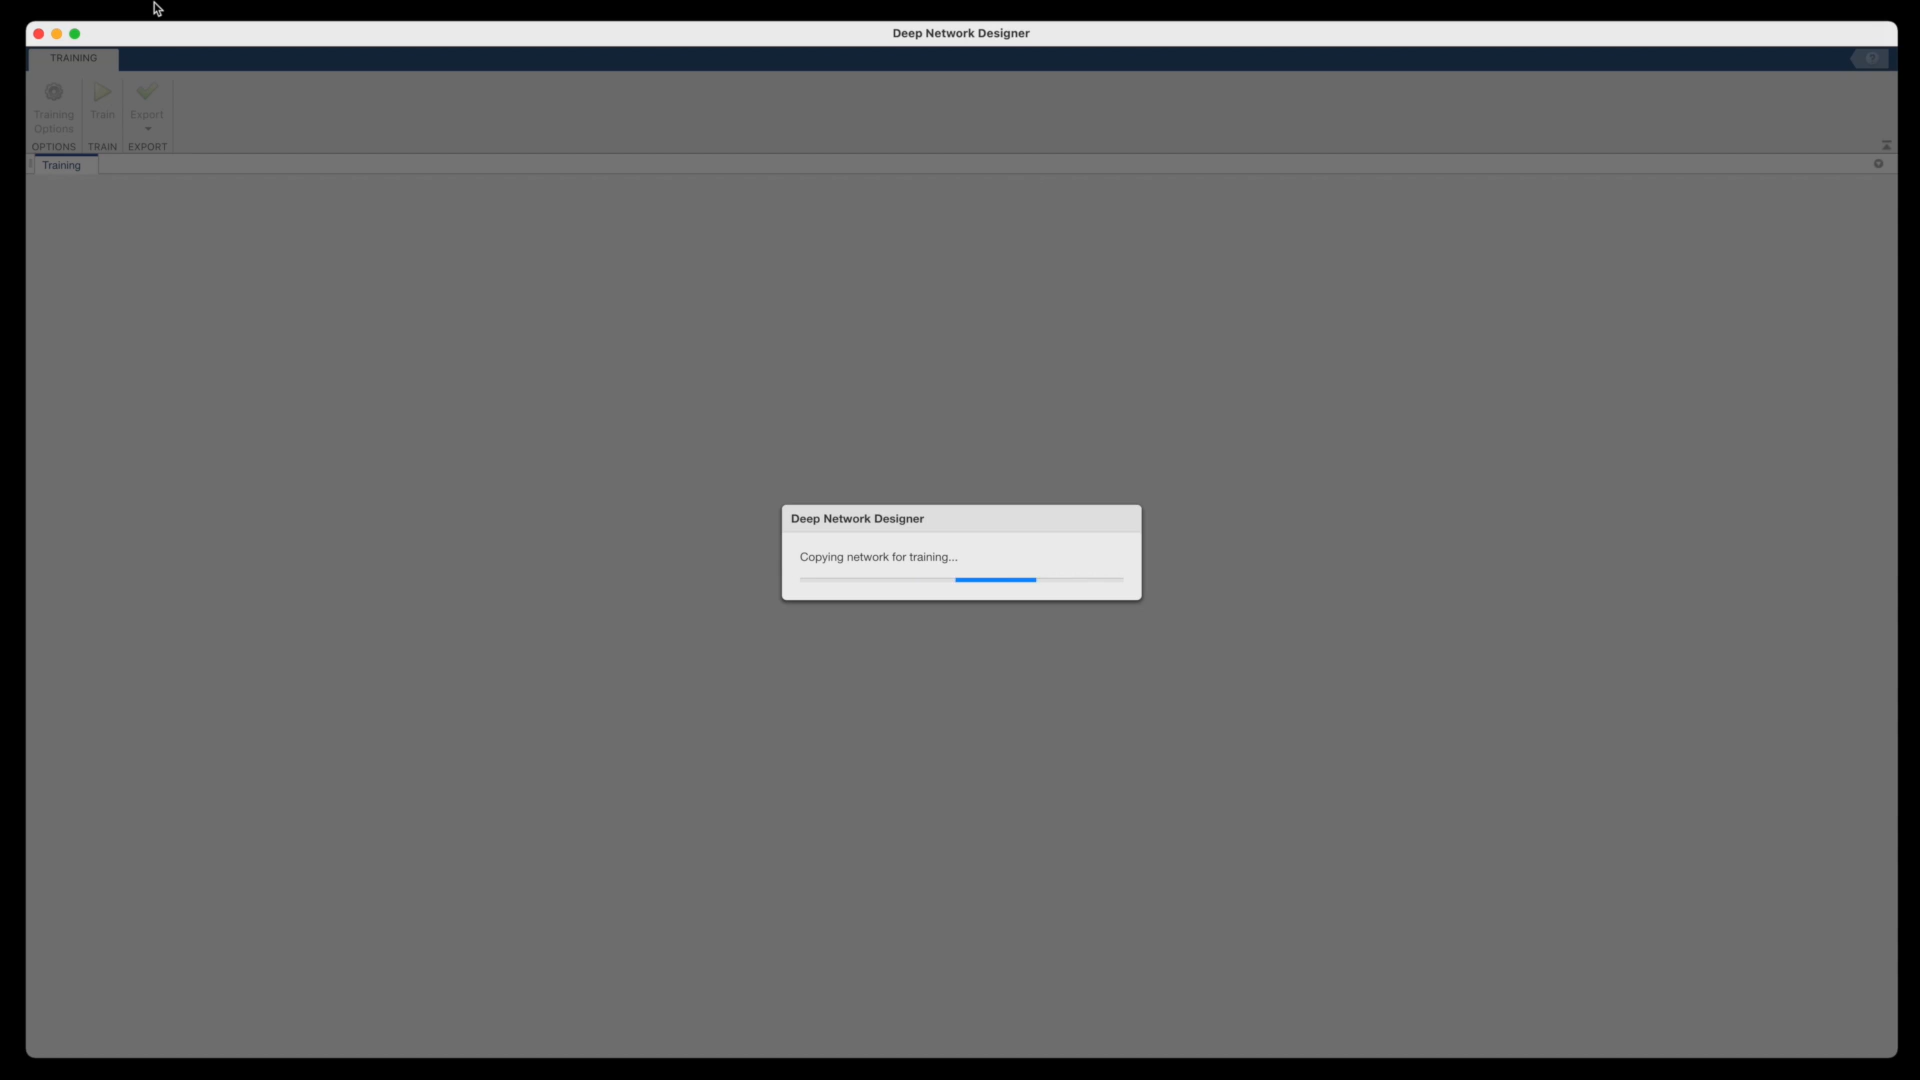 Deep Network Designer
TRAINING
Training
Options
Train
Export
OPTIONS
TRAIN
EXPORT
Training
Deep Network Designer
Copying network for training...